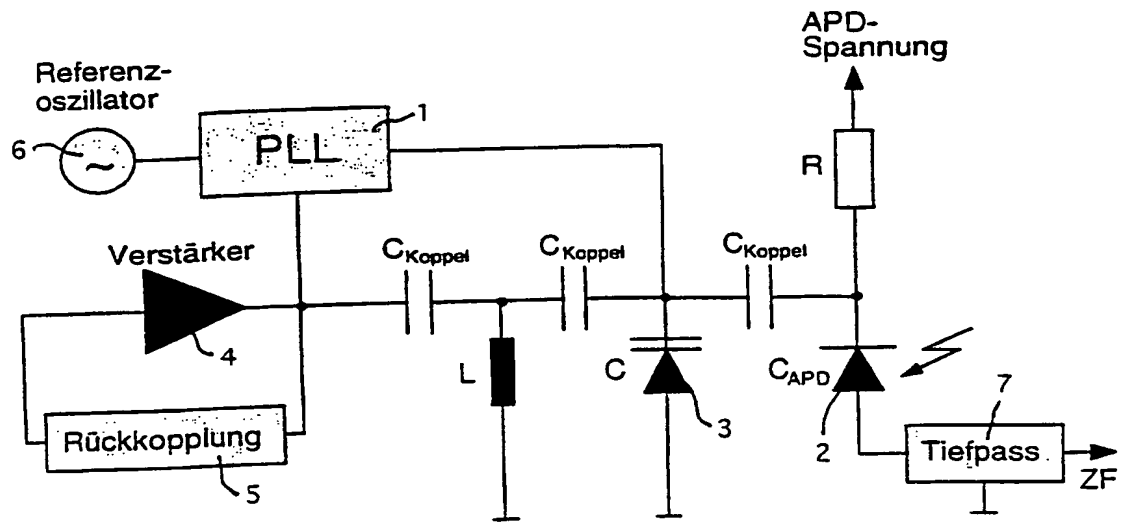 APD-
Spannung
Referenz-
oszillator
6
~
PLL
1
R
Verstärker
4
CKoppel
CKoppel
CKoppel
L
C
3
CAPD
2
7
Tiefpass
ZF
Rückkopplung
5